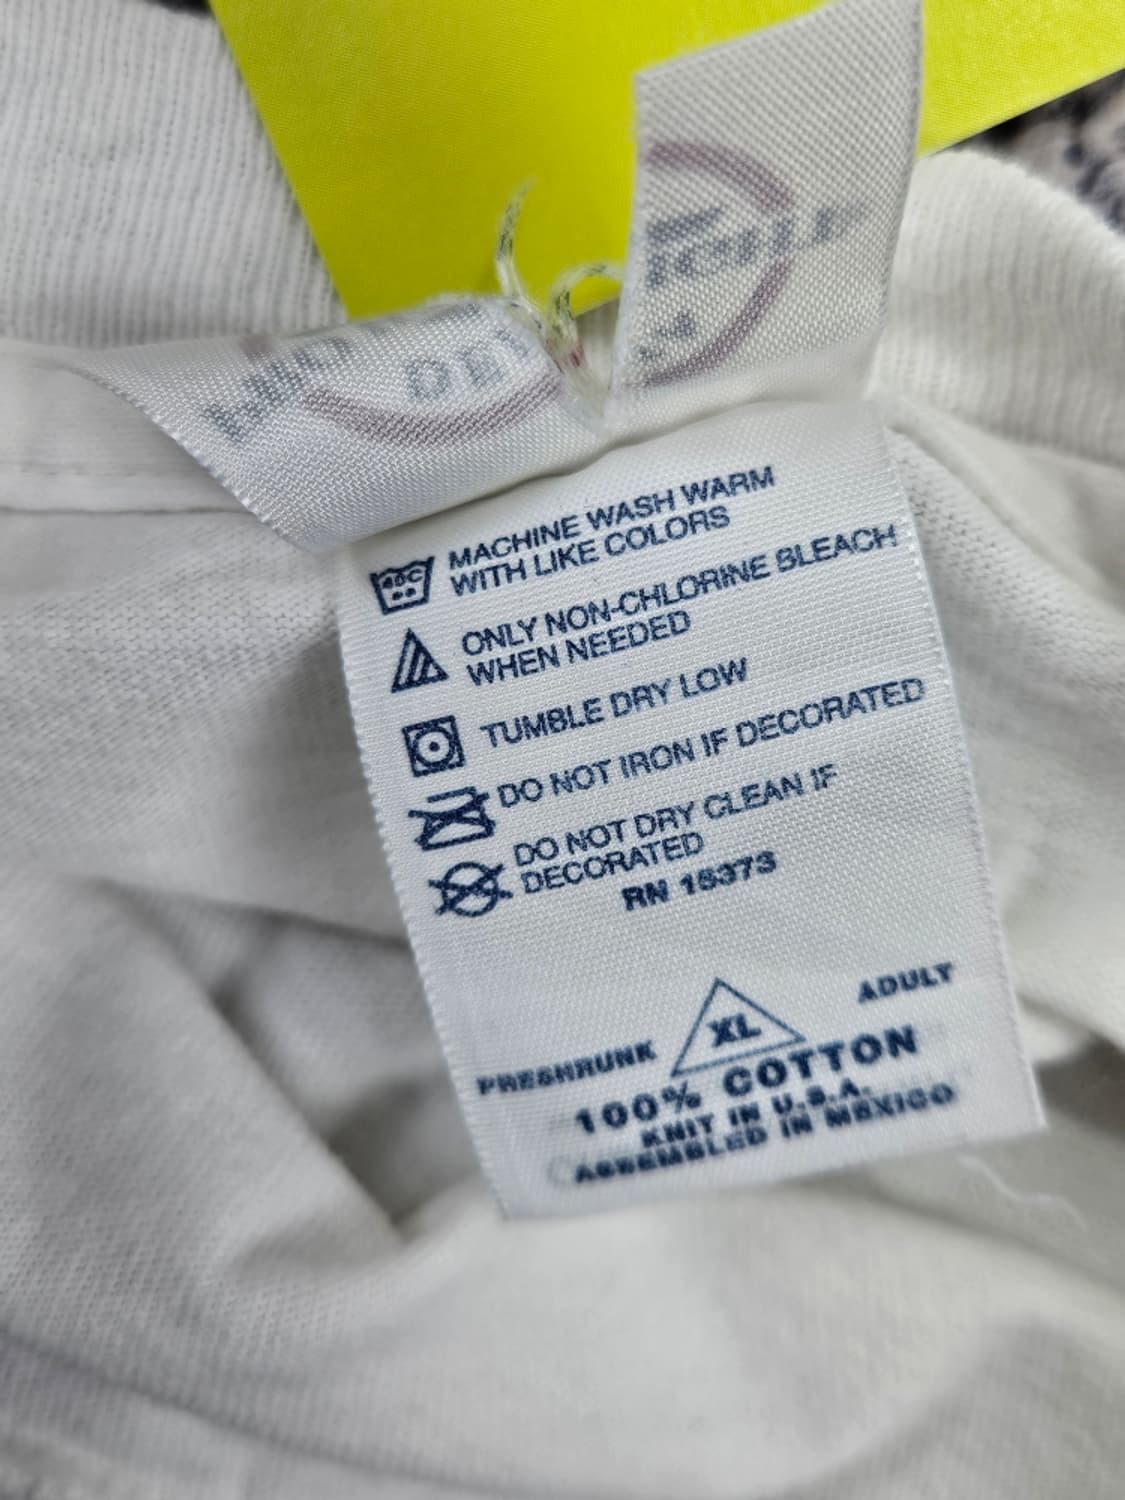 MACHINE WASH WARM
WITH LIKE COLORS
40C
ONLY NON-CHLORINE BLEACH
WHEN NEEDED
TUMBLE DRY LOW
DO NOT IRON IF DECORATED
DO NOT DRY CLEAN IF
DECORATED
RN 15373
ADULT
XL
PRESHRUNK
100% COTTON
KNIT IN U.S.A.
ASSEMBLED IN MEXICO